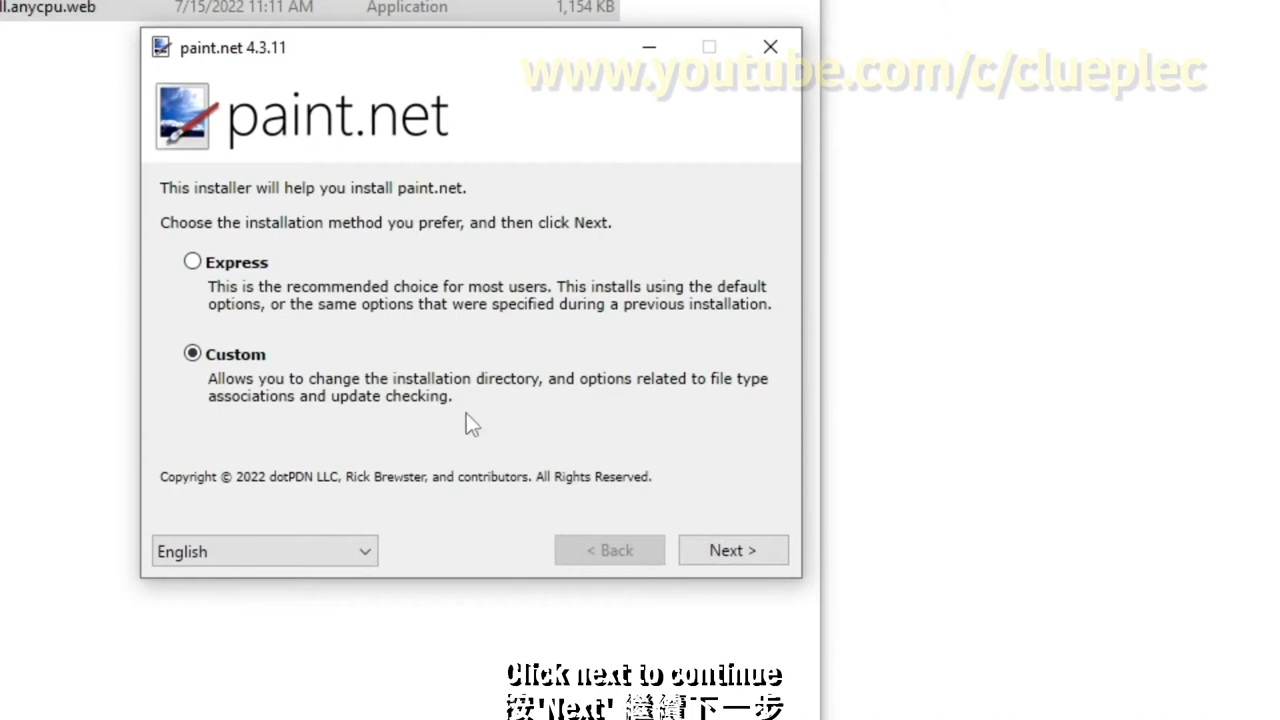 ll.anycpu.web 7/15/2022 11:11 AM Application 1,154 KB
paint.net 4.3.11
www.youtube.com/c/clueplec
paint.net
This installer will help you install paint.net.
Choose the installation method you prefer, and then click Next.
Express
This is the recommended choice for most users. This installs using the default
options, or the same options that were specified during a previous installation.
Custom
Allows you to change the installation directory, and options related to file type
associations and update checking.
Copyright © 2022 dotPDN LLC, Rick Brewster, and contributors. All Rights Reserved.
English < Back Next >
Click next to continue
按'Next' 繼續下一步